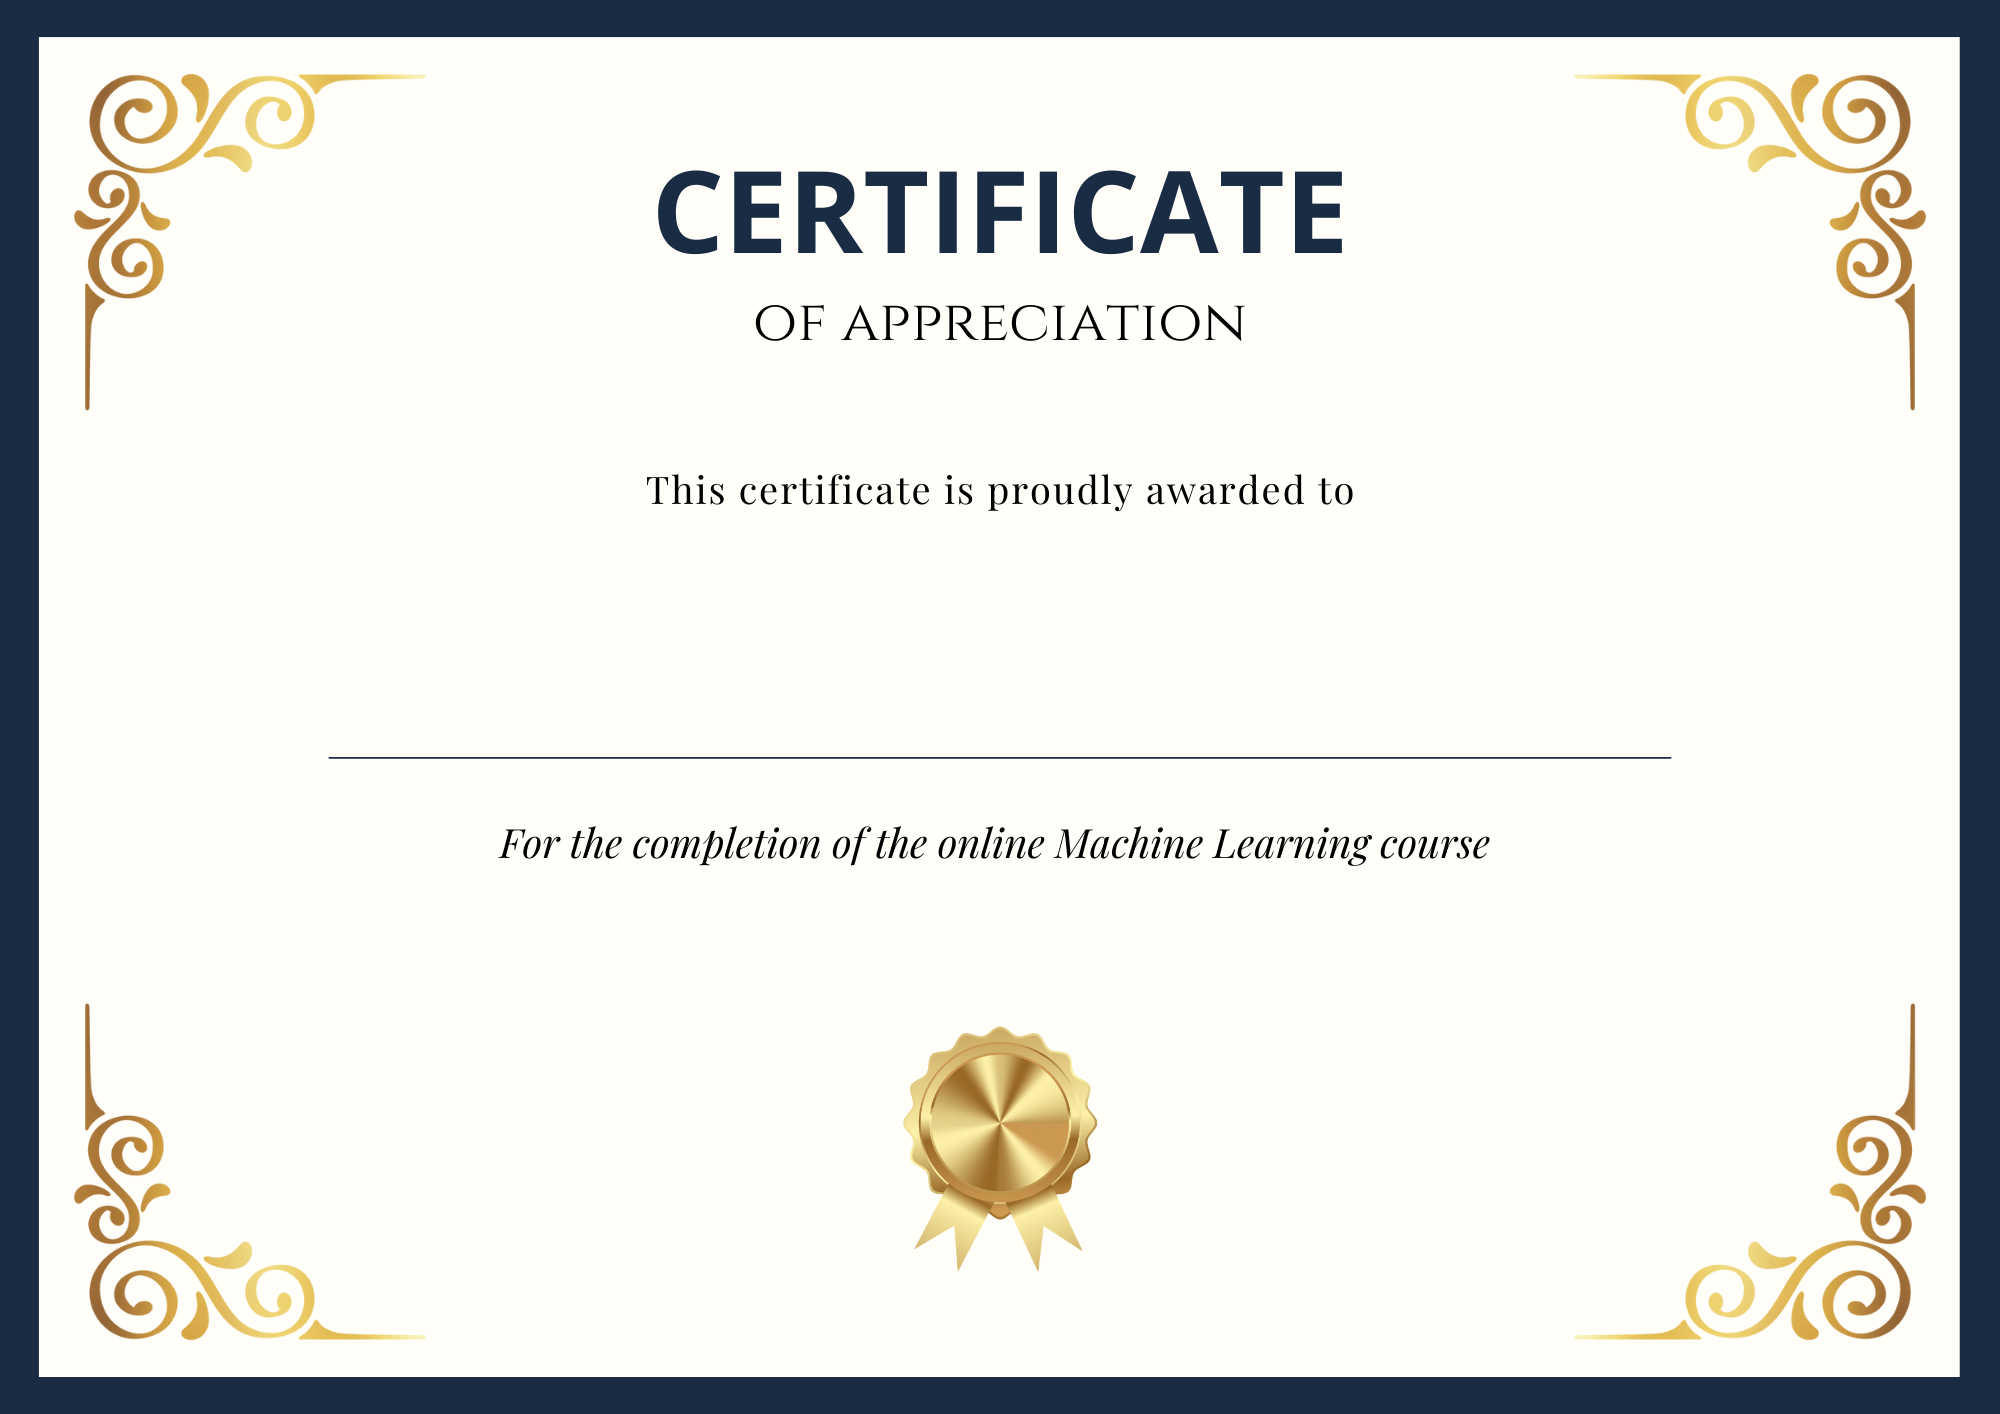 CERTIFICATE
OF APPRECIATION
This certificate is proudly awarded to
For the completion of the online Machine Learning course